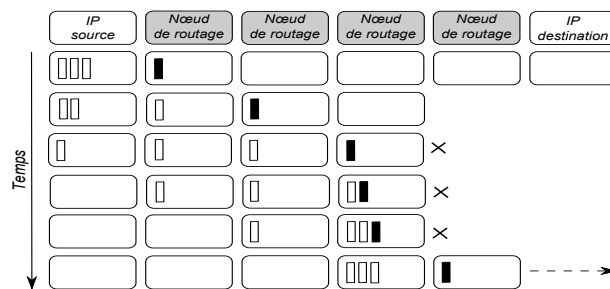 IP
source
Nœud
de routage
Nœud
de routage
Nœud
de routage
Nœud
de routage
IP
destination
Temps